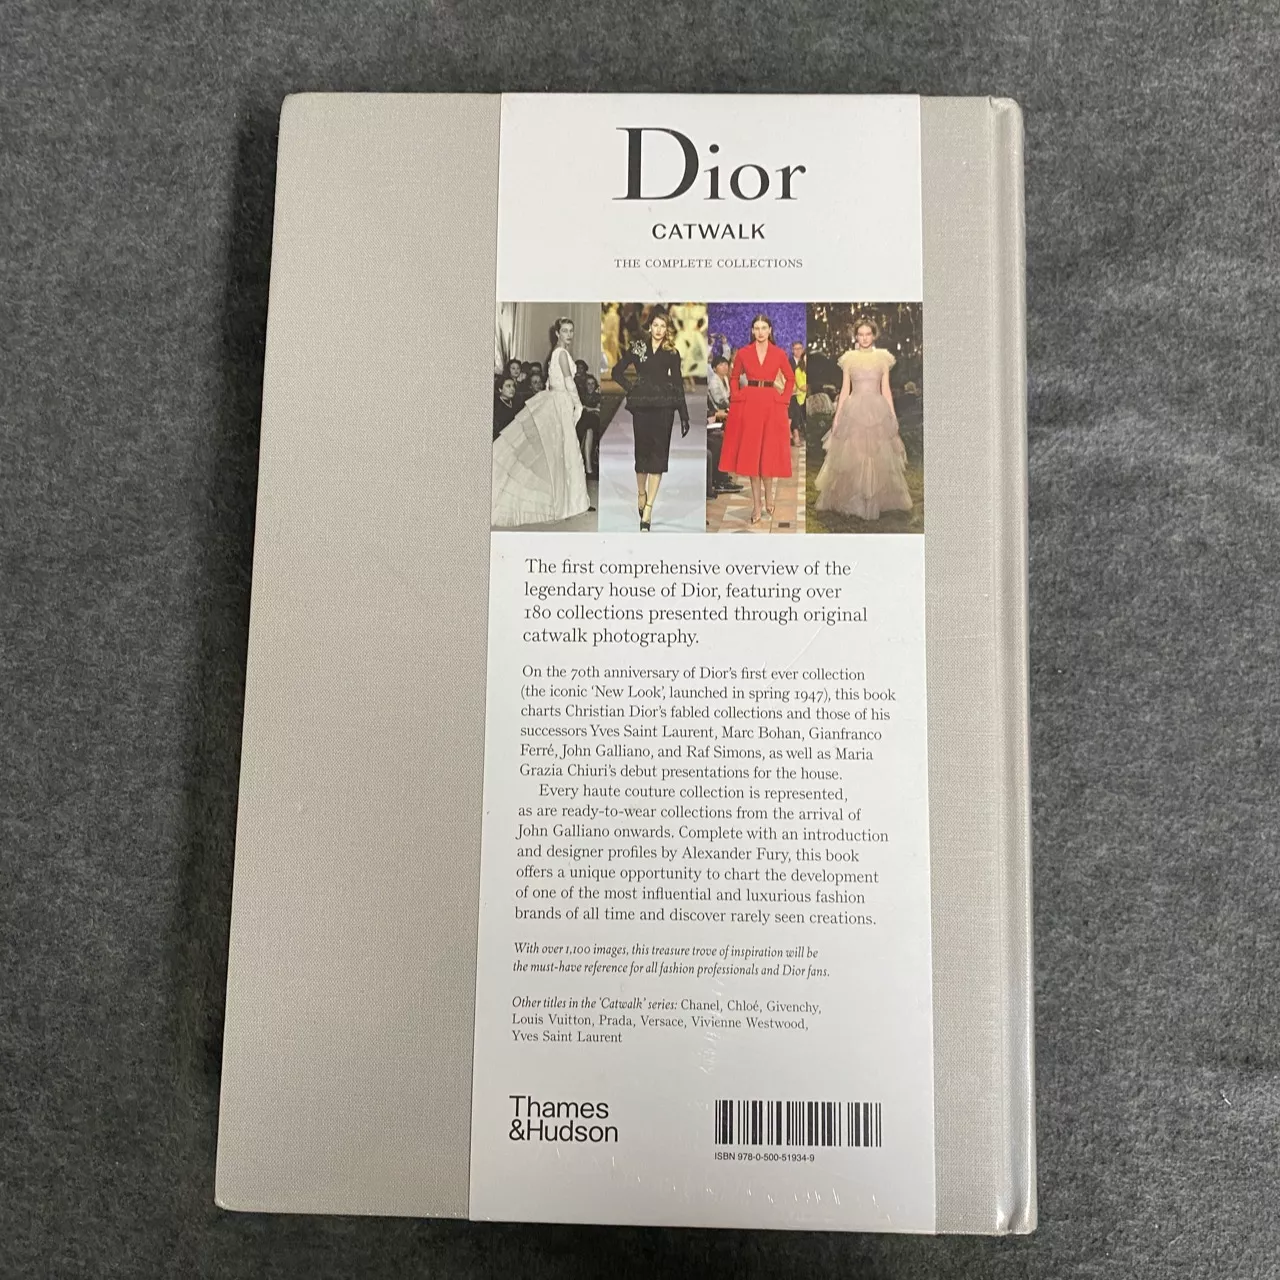 Dior
CATWALK
THE COMPLETE COLLECTIONS
The first comprehensive overview of the
legendary house of Dior, featuring over
180 collections presented through original
catwalk photography.
On the 70th anniversary of Dior's first ever collection
(the iconic 'New Look', launched in spring 1947), this book
charts Christian Dior's fabled collections and those of his
successors Yves Saint Laurent, Marc Bohan, Gianfranco
Ferré, John Galliano, and Raf Simons, as well as Maria
Grazia Chiuri's debut presentations for the house.
Every haute couture collection is represented,
as are ready-to-wear collections from the arrival of
John Galliano onwards. Complete with an introduction
and designer profiles by Alexander Fury, this book
offers a unique opportunity to chart the development
of one of the most influential and luxurious fashion
brands of all time and discover rarely seen creations.
With over 1,100 images, this treasure trove of inspiration will be
the must-have reference for all fashion professionals and Dior fans.
Other titles in the 'Catwalk' series: Chanel, Chloé, Givenchy,
Louis Vuitton, Prada, Versace, Vivienne Westwood,
Yves Saint Laurent
Thames
&Hudson
ISBN 978-0-500-51934-9